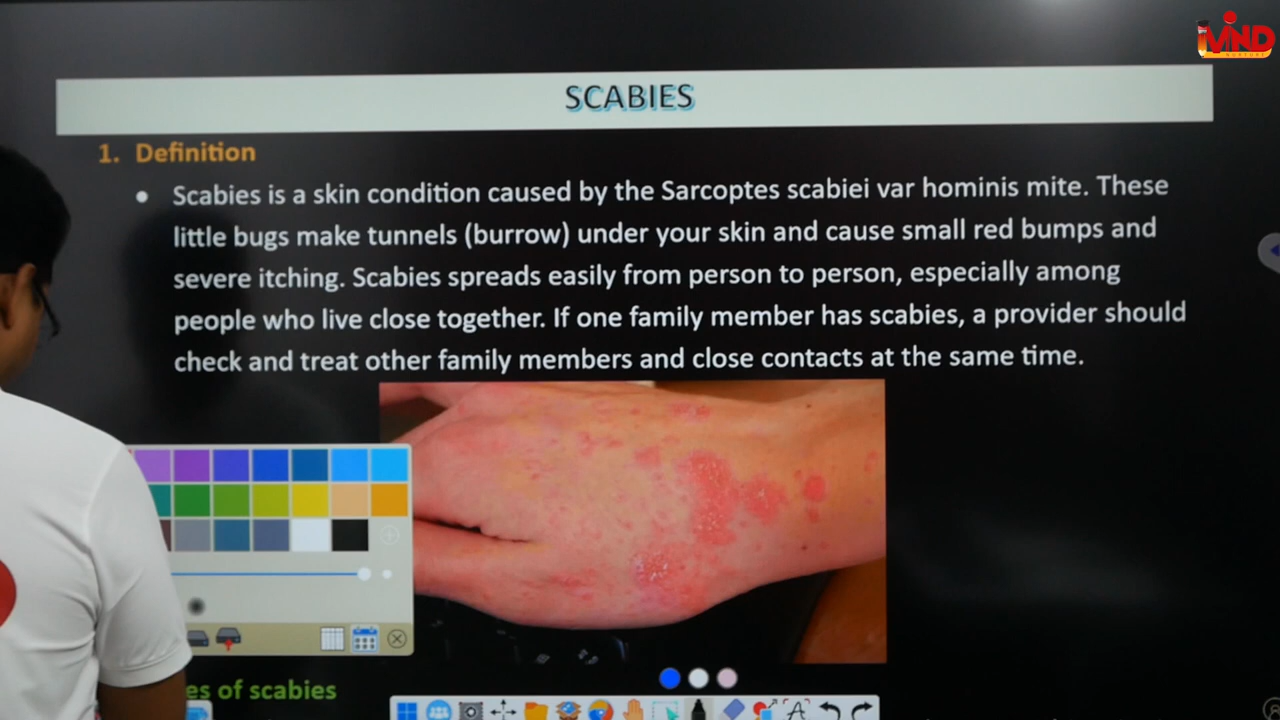 iMIND
SCABIES
1. Definition
• Scabies is a skin condition caused by the Sarcoptes scabiei var hominis mite. These
little bugs make tunnels (burrow) under your skin and cause small red bumps and
severe itching. Scabies spreads easily from person to person, especially among
people who live close together. If one family member has scabies, a provider should
check and treat other family members and close contacts at the same time.
es of scabies